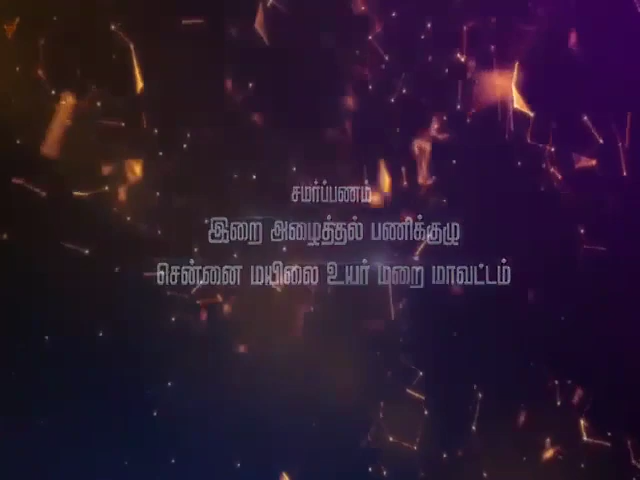 சமர்ப்பணம்
இறை அழைத்தல் பணிக்குழு
சென்னை மயிலை உயர் மறை மாவட்டம்